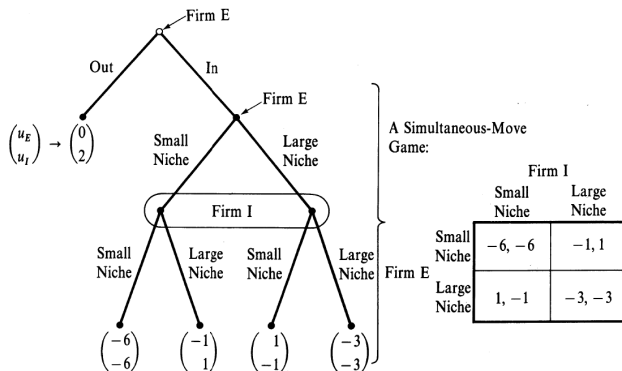 Firm E
Out
In
Firm E
(u_E u_I) → (0 2)
Small Niche
Large Niche
Firm I
Small Niche
Large Niche
Small Niche
Large Niche
(−6 −6)
(−1 1)
(1 −1)
(−3 −3)
A Simultaneous-Move
Game:
Firm I
Small Niche
Large Niche
Firm E
Small Niche
−6, −6
−1, 1
Large Niche
1, −1
−3, −3